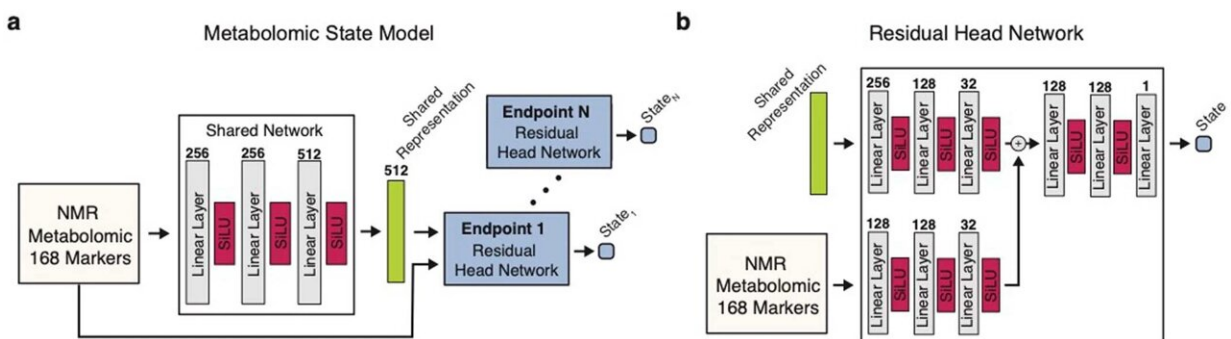 a
Metabolomic State Model
NMR
Metabolomic
168 Markers
Shared Network
256
256
512
Linear Layer
SiLU
Linear Layer
SiLU
Linear Layer
SiLU
Shared
Representation
512
Endpoint N
Residual
Head Network
StateN
Endpoint 1
Residual
Head Network
State1
b
Residual Head Network
Shared
Representation
256
128
32
Linear Layer
SiLU
Linear Layer
SiLU
Linear Layer
SiLU
+
128
128
1
Linear Layer
SiLU
Linear Layer
SiLU
Linear Layer
State
NMR
Metabolomic
168 Markers
128
128
32
Linear Layer
SiLU
Linear Layer
SiLU
Linear Layer
SiLU